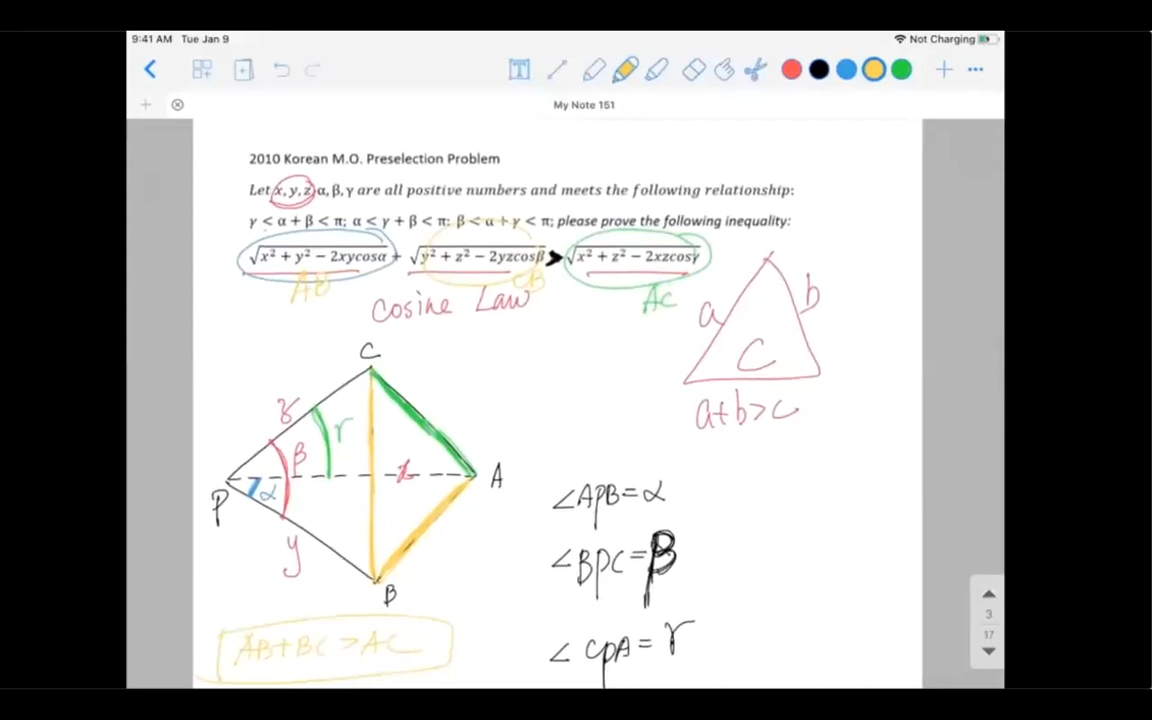 9:41 AM Tue Jan 9
Not Charging
My Note 151
2010 Korean M.O. Preselection Problem
Let x, y, z, α, β, γ are all positive numbers and meets the following relationship:
γ < α + β < π; α < γ + β < π; β < α + γ < π; please prove the following inequality:
√x² + y² − 2xycosα + √y² + z² − 2yzcosβ > √x² + z² − 2xzcosγ
AB CB AC
Cosine Law
a b
C
a+b>c
C
z
γ
β
x
A
P
α
y
B
∠APB=α
∠BPC=β
∠CPA=γ
AB+BC>AC
3
17